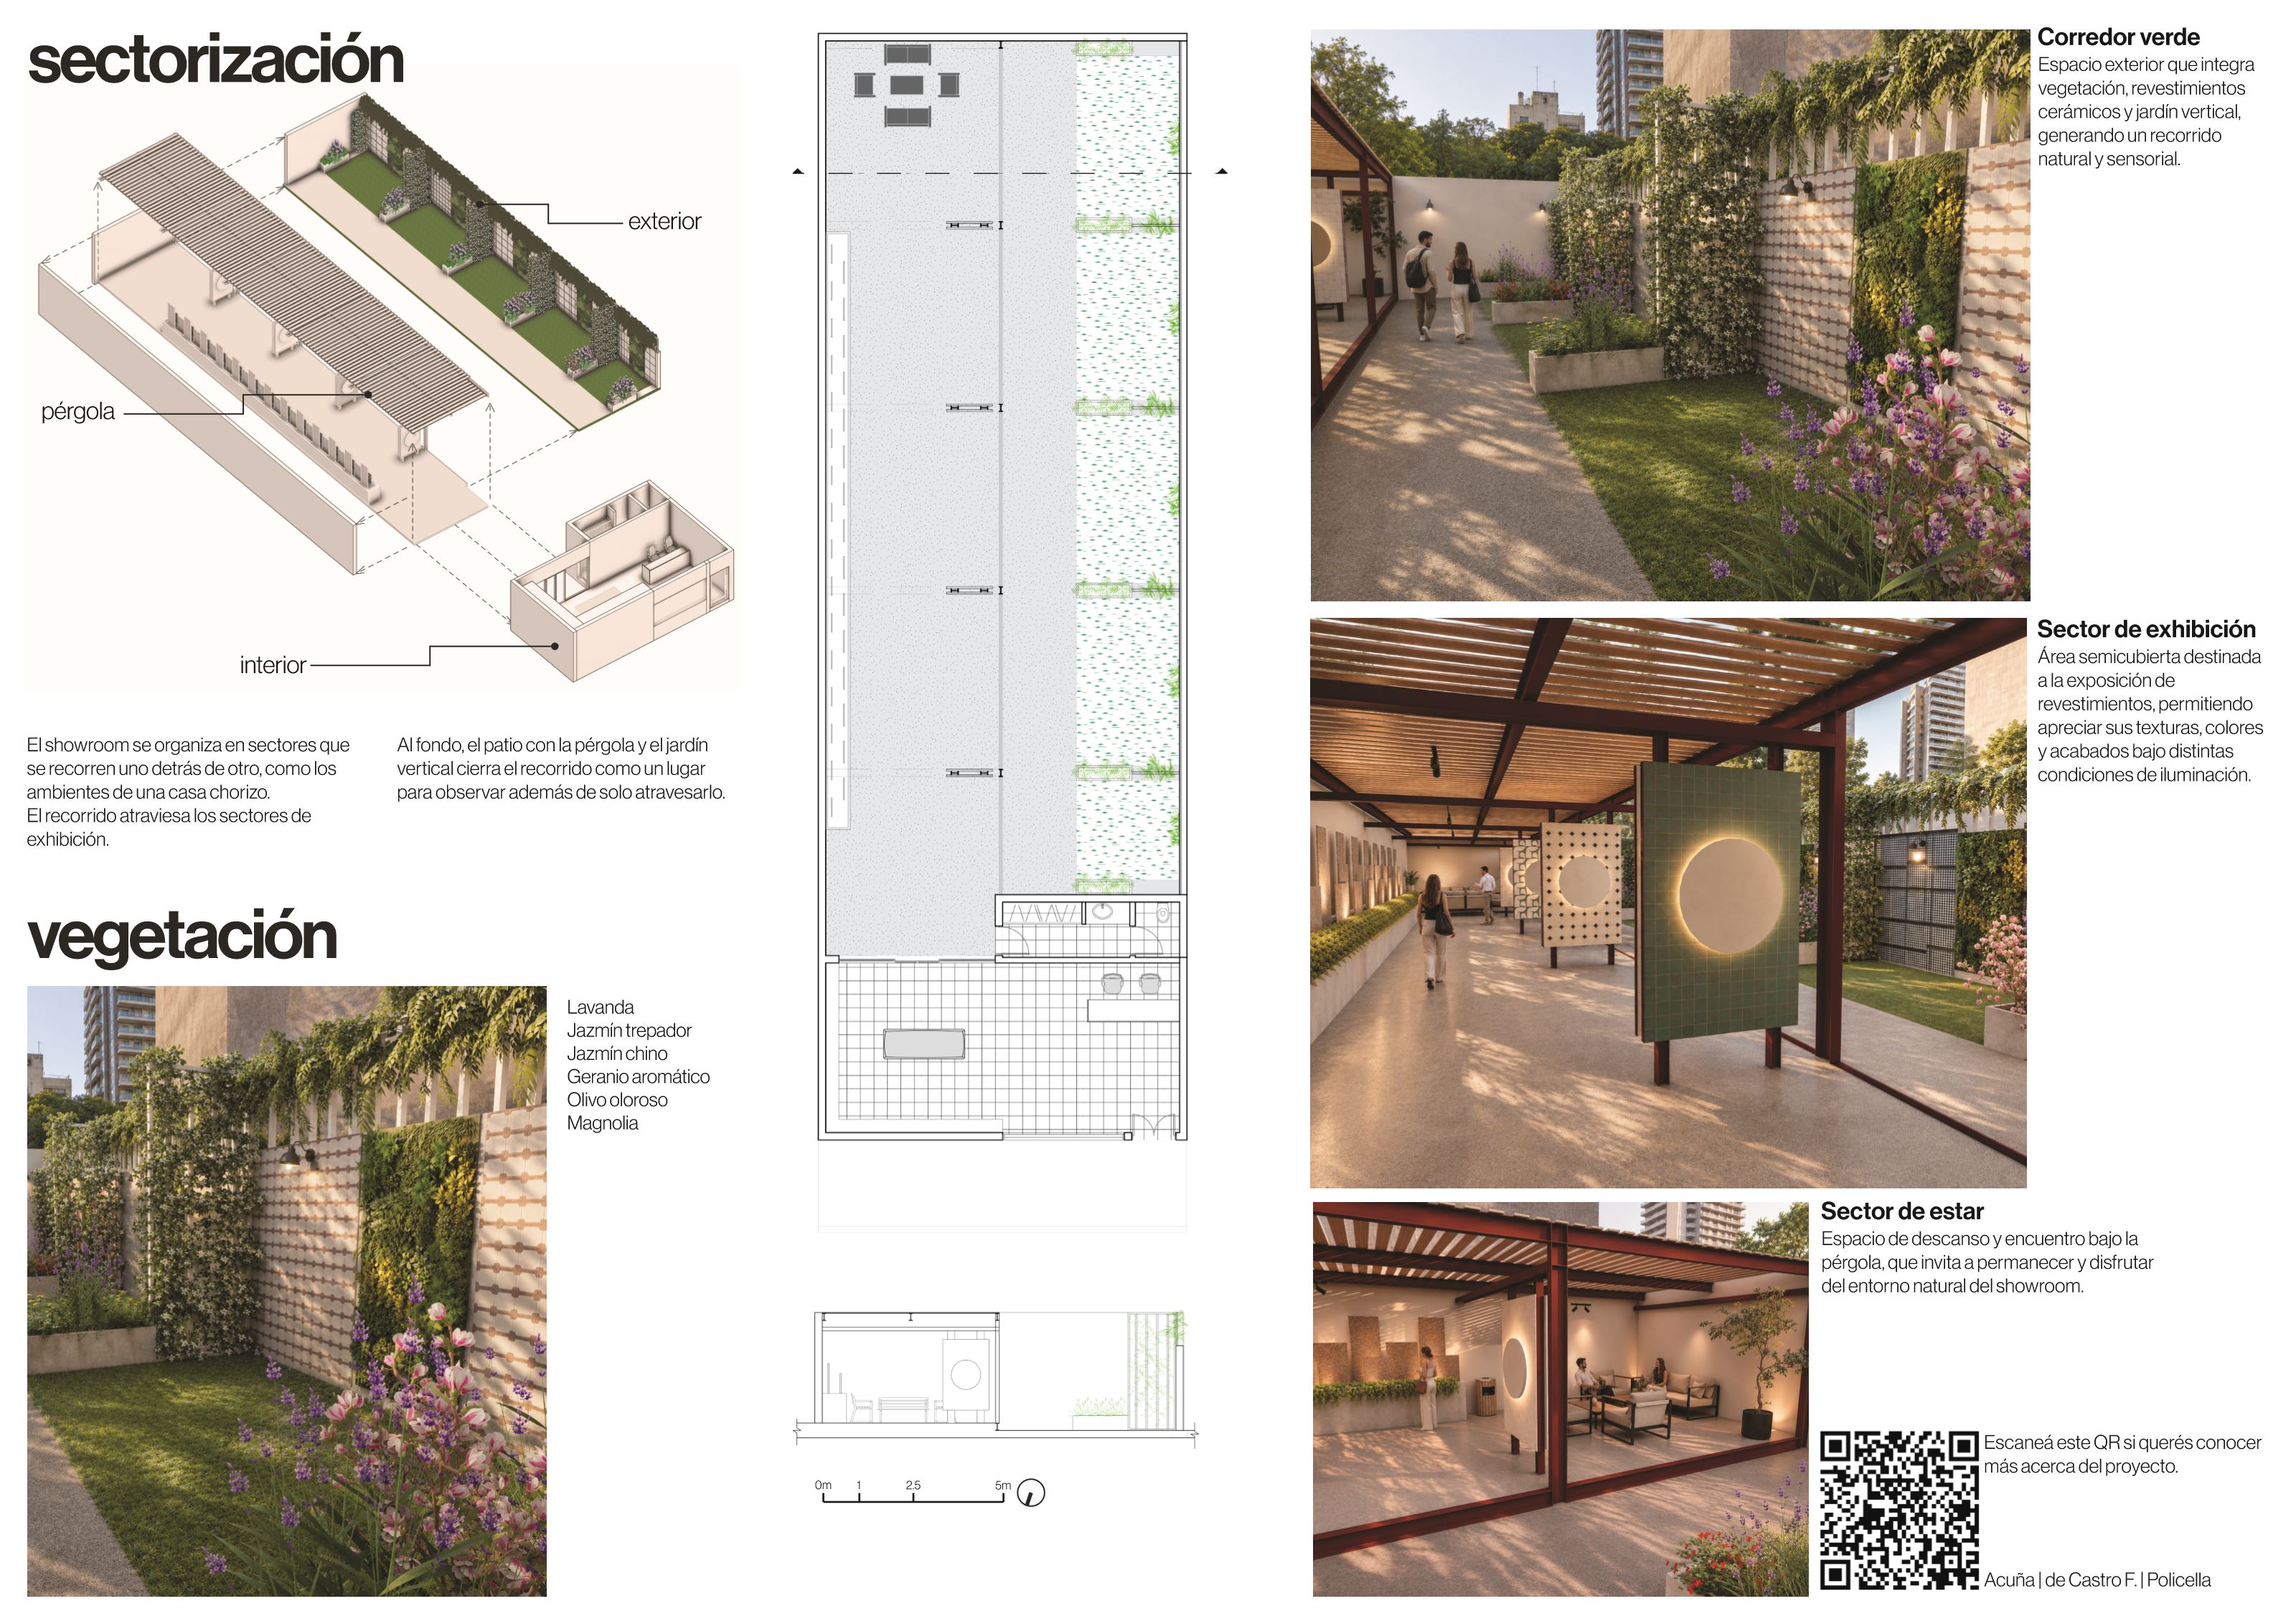 sectorización
exterior
pérgola
interior
El showroom se organiza en sectores que
se recorren uno detrás de otro, como los
ambientes de una casa chorizo.
El recorrido atraviesa los sectores de
exhibición.
Al fondo, el patio con la pérgola y el jardín
vertical cierra el recorrido como un lugar
para observar además de solo atravesarlo.
vegetación
Lavanda
Jazmín trepador
Jazmín chino
Geranio aromático
Olivo oloroso
Magnolia
0m 1 2.5 5m
Corredor verde
Espacio exterior que integra
vegetación, revestimientos
cerámicos y jardín vertical,
generando un recorrido
natural y sensorial.
Sector de exhibición
Área semicubierta destinada
a la exposición de
revestimientos, permitiendo
apreciar sus texturas, colores
y acabados bajo distintas
condiciones de iluminación.
Sector de estar
Espacio de descanso y encuentro bajo la
pérgola, que invita a permanecer y disfrutar
del entorno natural del showroom.
Escaneá este QR si querés conocer
más acerca del proyecto.
Acuña | de Castro F. | Policella